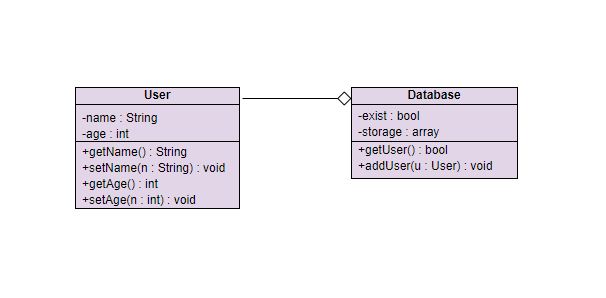 User
-name : String
-age : int
+getName() : String
+setName(n : String) : void
+getAge() : int
+setAge(n : int) : void
Database
-exist : bool
-storage : array
+getUser() : bool
+addUser(u : User) : void